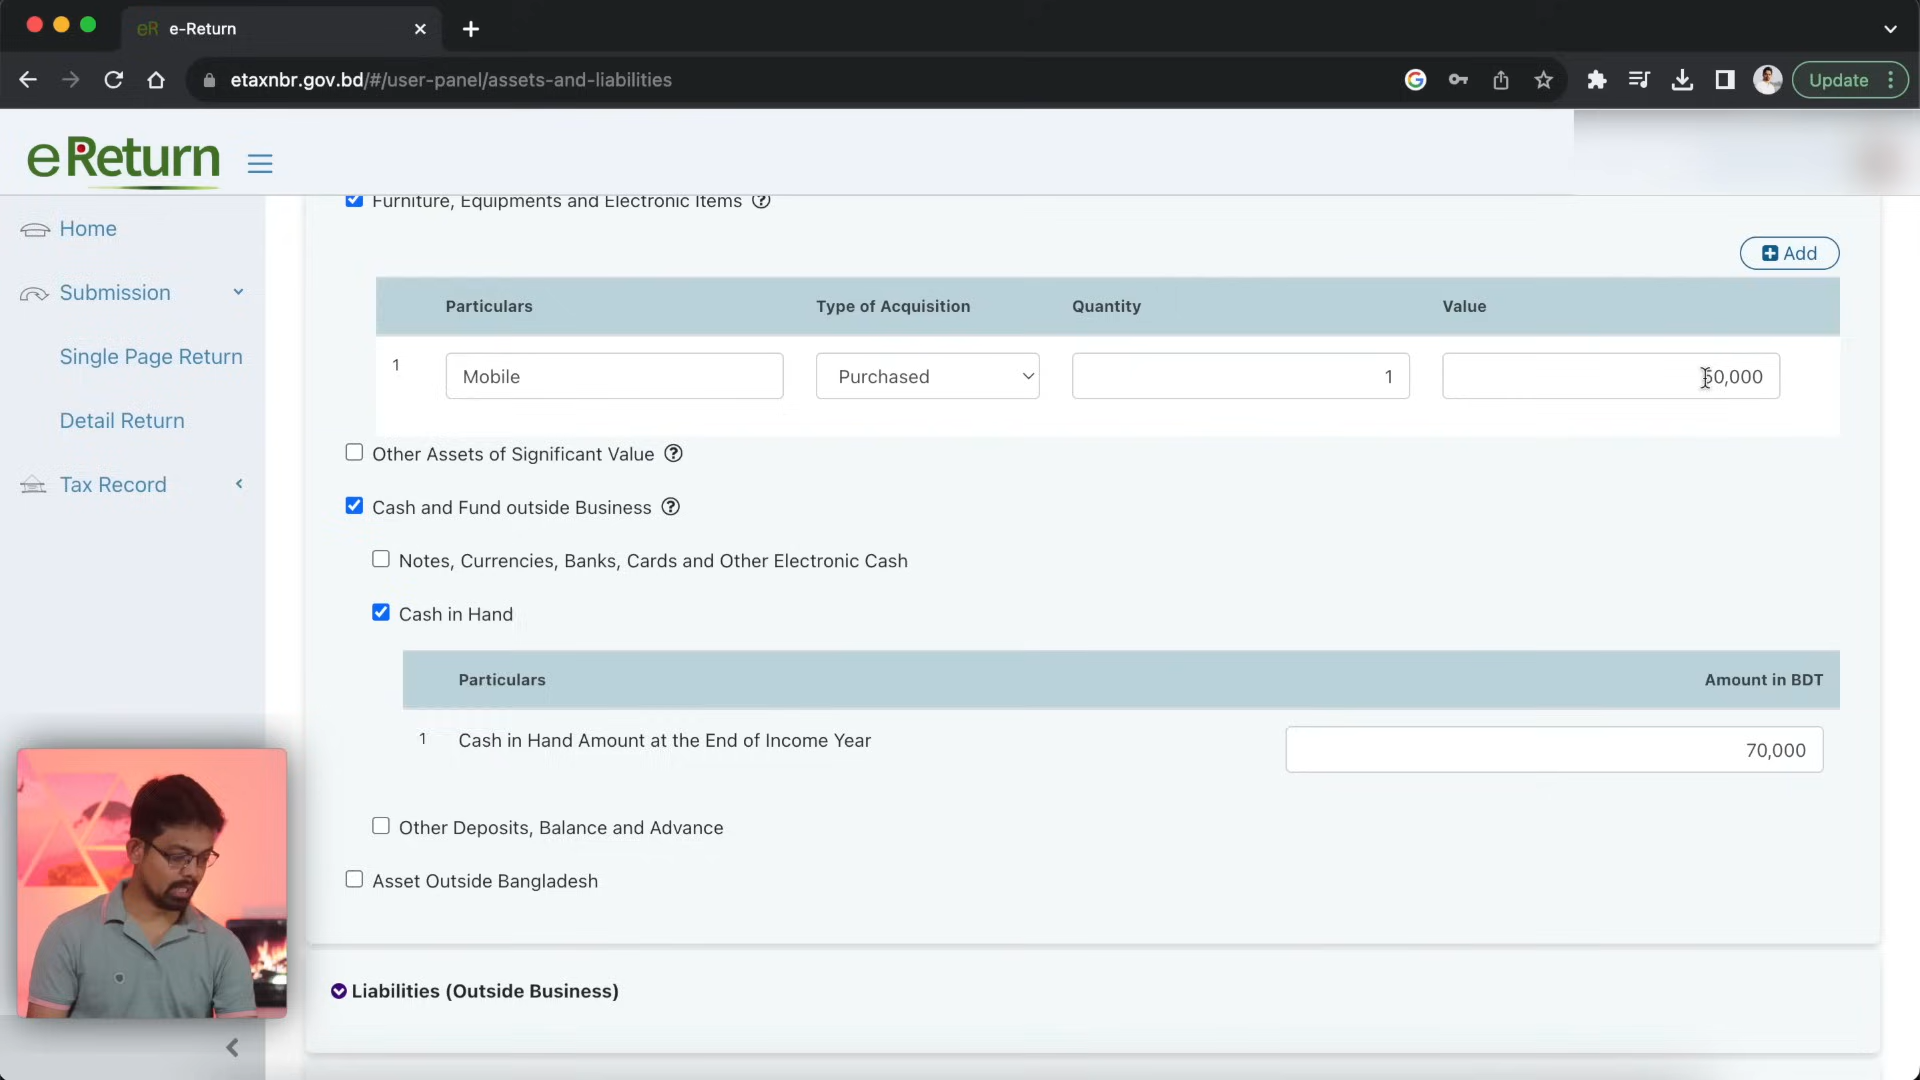 eR e-Return
etaxnbr.gov.bd/#/user-panel/assets-and-liabilities
Update
e Return
Home
Submission
Single Page Return
Detail Return
Tax Record
Furniture, Equipments and Electronic Items
Add
Particulars Type of Acquisition Quantity Value
1 Mobile Purchased 1
Other Assets of Significant Value
Cash and Fund outside Business
Notes, Currencies, Banks, Cards and Other Electronic Cash
Cash in Hand
Particulars Amount in BDT
1 Cash in Hand Amount at the End of Income Year 70,000
Other Deposits, Balance and Advance
Asset Outside Bangladesh
Liabilities (Outside Business)